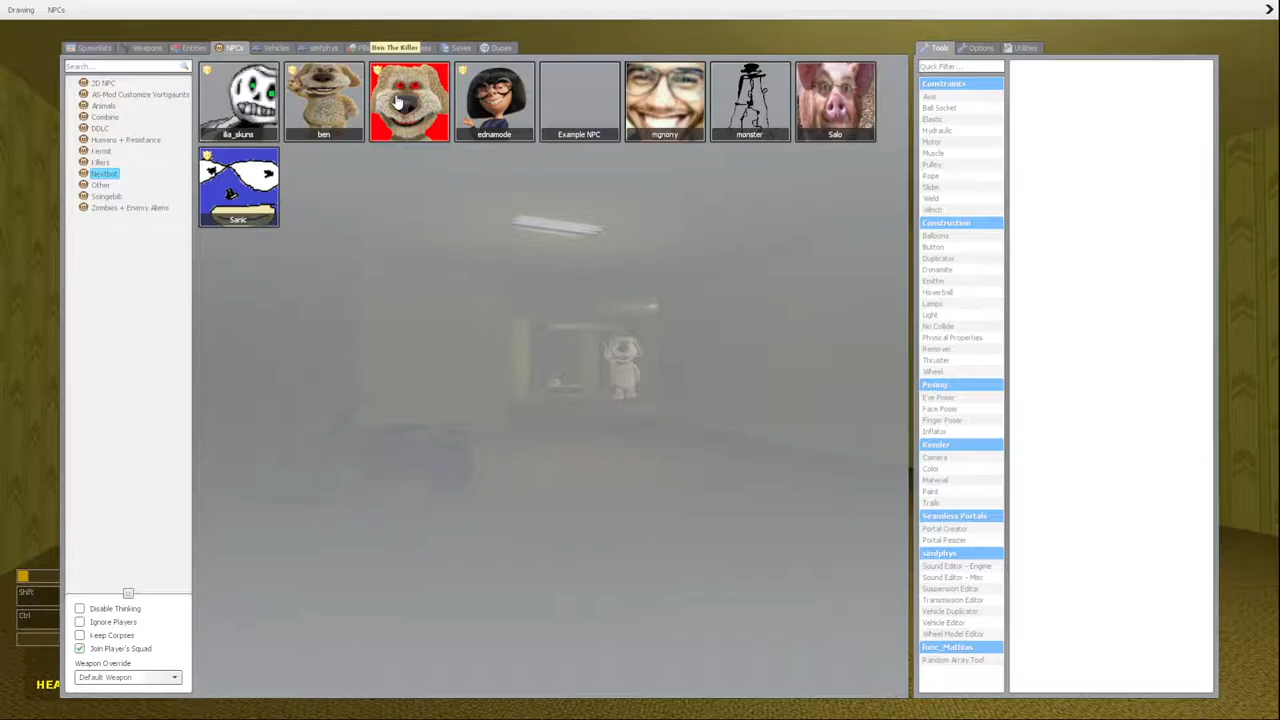 Drawing NPCs
Spawnlists Weapons Entities NPCs Vehicles simfphys Ben The Killer Saves Dupes
Tools Options Utilities
Search...
Quick Filter...
2D NPC
AS-Mod Customize Vortigaunts
Animals
Combine
DDLC
Humans + Resistance
Kermit
Killers
Nextbot
Other
Soingebib
Zombies + Enemy Aliens
ilia_skuns
ben
ednamode
Example NPC
mgnony
monster
Salo
Sanic
Constraints
Axis
Ball Socket
Elastic
Hydraulic
Motor
Muscle
Pulley
Rope
Slider
Weld
Winch
Construction
Balloons
Button
Duplicator
Dynamite
Emitter
Hoverball
Lamps
Light
No Collide
Physical Properties
Remover
Thruster
Wheel
Posing
Eye Poser
Face Poser
Finger Poser
Inflator
Render
Camera
Color
Material
Paint
Trails
Seamless Portals
Portal Creator
Portal Resizer
simfphys
Sound Editor - Engine
Sound Editor - Misc
Suspension Editor
Transmission Editor
Vehicle Duplicator
Vehicle Editor
Wheel Model Editor
func_Mathias
Random Array Tool
Shift
Ctrl
HEA
Disable Thinking
Ignore Players
Keep Corpses
Join Player's Squad
Weapon Override
Default Weapon